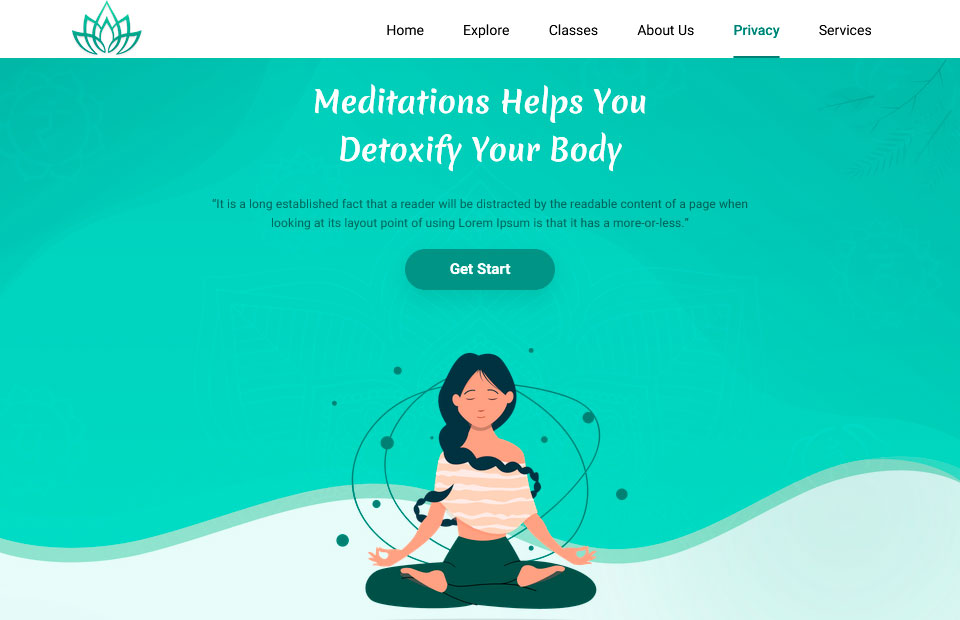 Home Explore Classes About Us Privacy Services
Meditations Helps You
Detoxify Your Body
“It is a long established fact that a reader will be distracted by the readable content of a page when
looking at its layout point of using Lorem Ipsum is that it has a more-or-less.”
Get Start